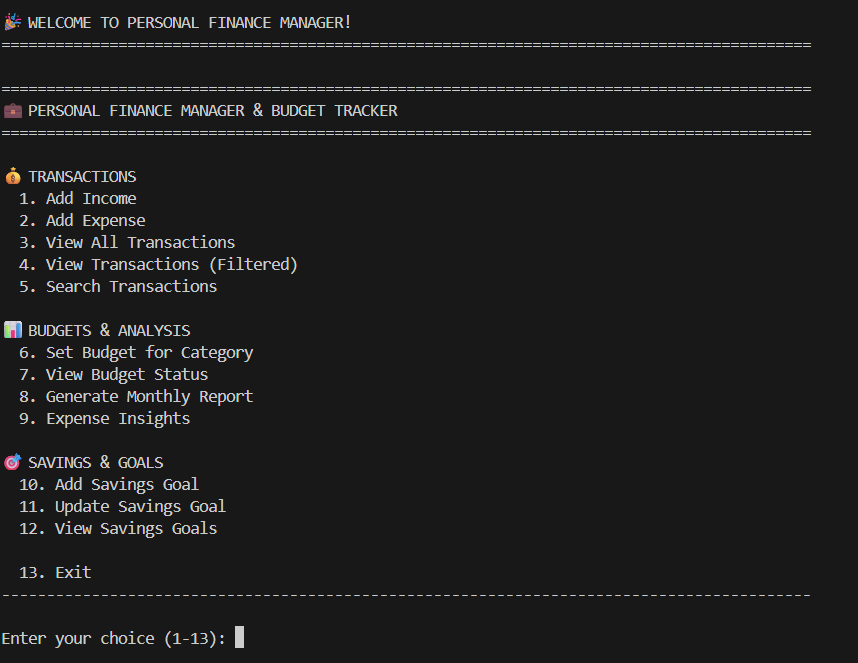 🎉 WELCOME TO PERSONAL FINANCE MANAGER!
==========================================================================================

==========================================================================================
💼 PERSONAL FINANCE MANAGER & BUDGET TRACKER
==========================================================================================

💰 TRANSACTIONS
  1. Add Income
  2. Add Expense
  3. View All Transactions
  4. View Transactions (Filtered)
  5. Search Transactions

📊 BUDGETS & ANALYSIS
  6. Set Budget for Category
  7. View Budget Status
  8. Generate Monthly Report
  9. Expense Insights

🎯 SAVINGS & GOALS
  10. Add Savings Goal
  11. Update Savings Goal
  12. View Savings Goals

  13. Exit
------------------------------------------------------------------------------------------

Enter your choice (1-13):